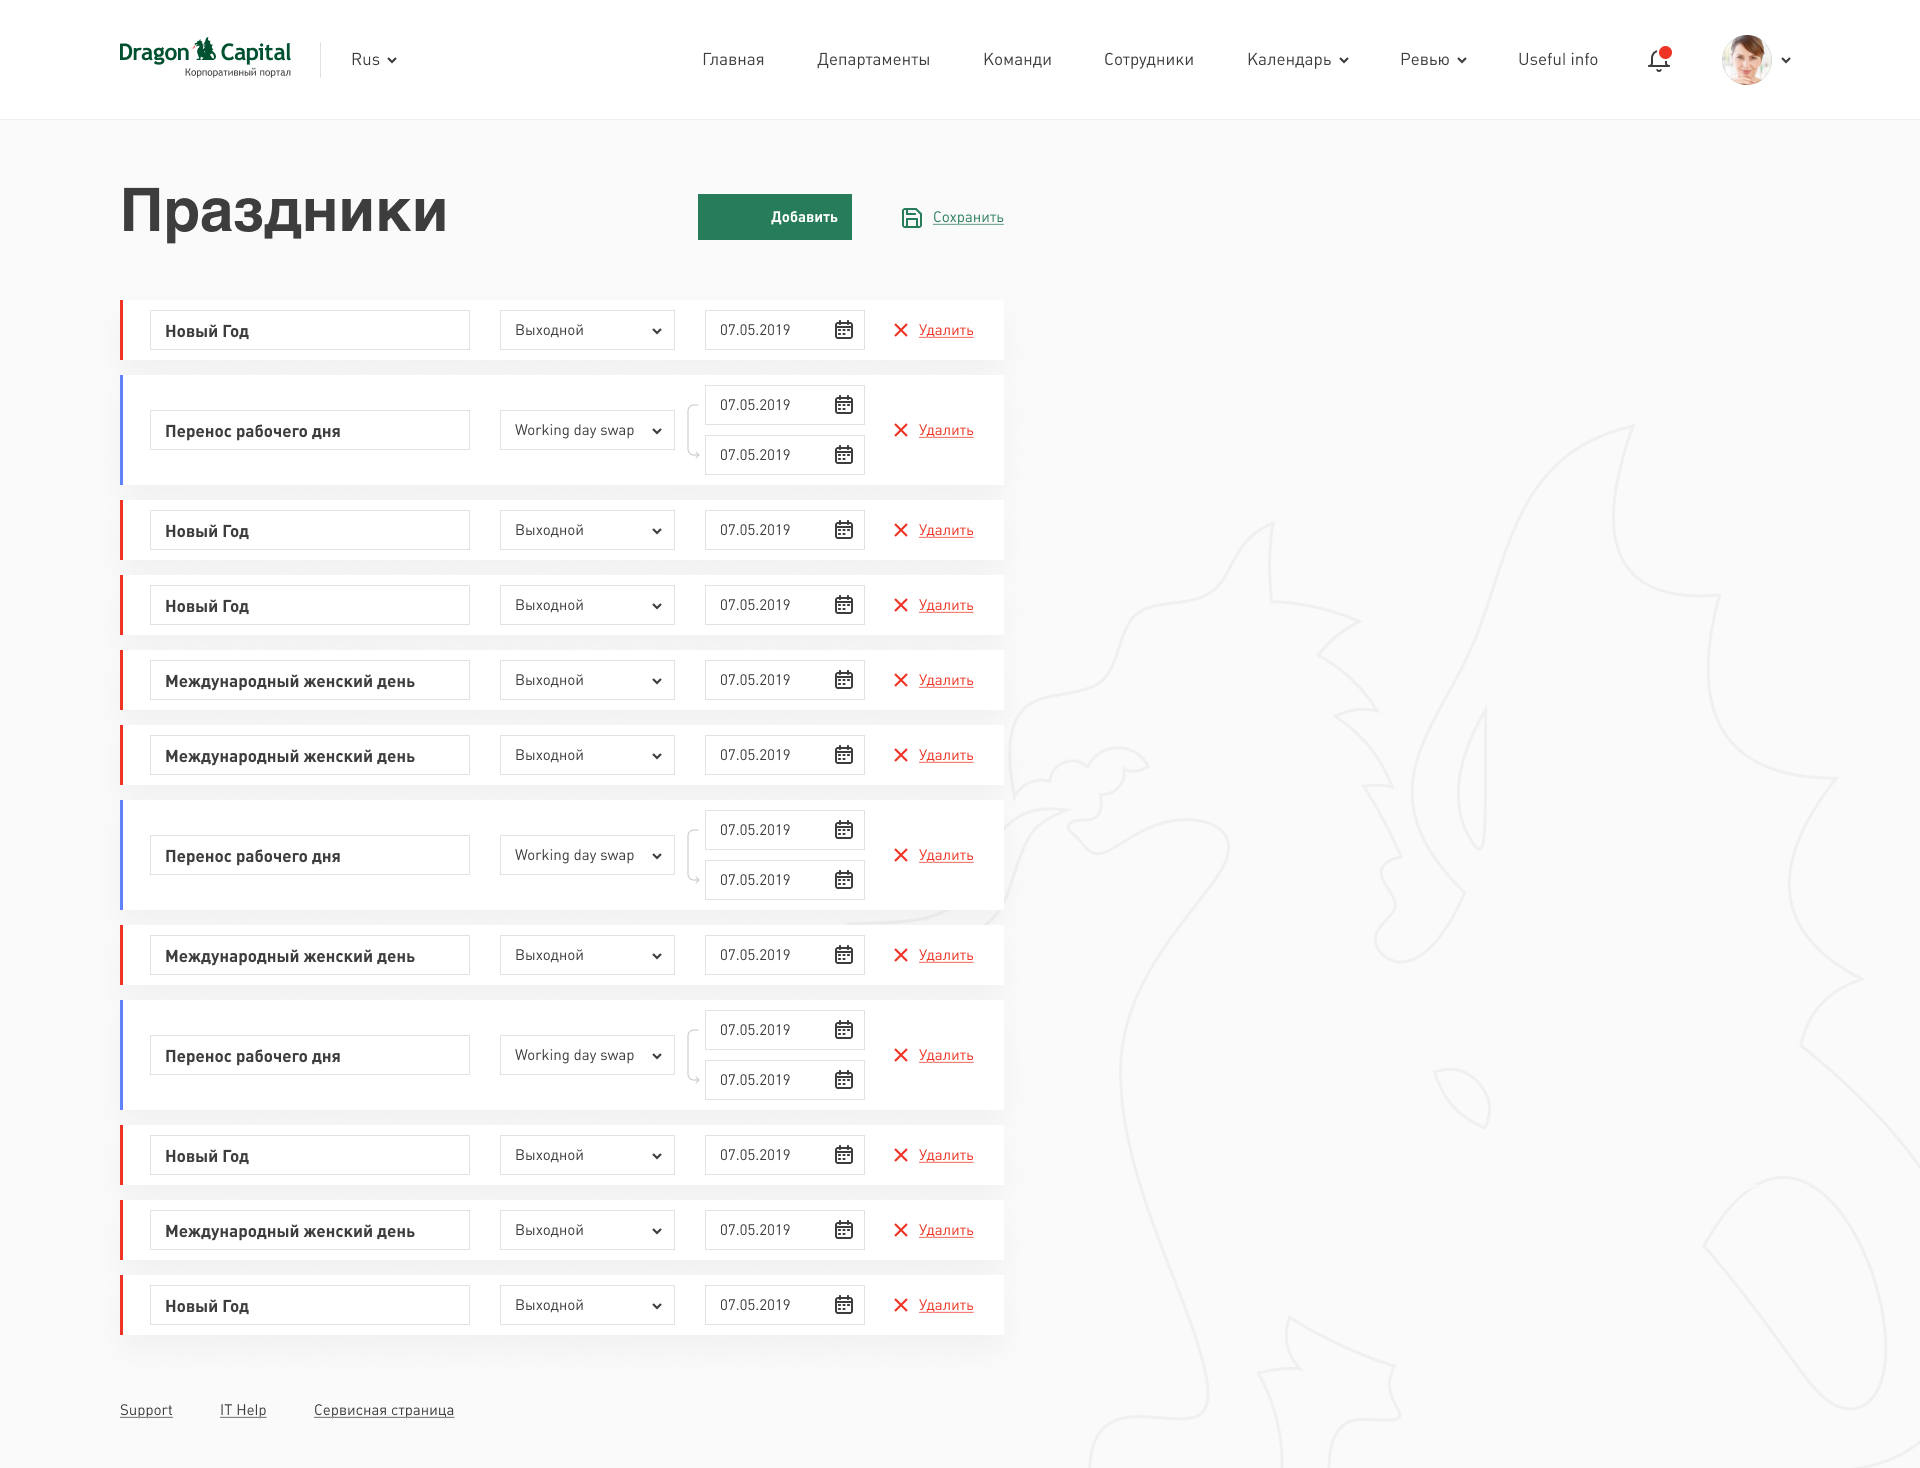 Dragon Capital
Корпоративный портал
Rus
Главная
Департаменты
Команди
Сотрудники
Календарь
Ревью
Useful info
Праздники
Добавить
Сохранить
Новый Год
Выходной
07.05.2019
Удалить
07.05.2019
Перенос рабочего дня
Working day swap
Удалить
07.05.2019
Новый Год
Выходной
07.05.2019
Удалить
Новый Год
Выходной
07.05.2019
Удалить
Международный женский день
Выходной
07.05.2019
Удалить
Международный женский день
Выходной
07.05.2019
Удалить
07.05.2019
Перенос рабочего дня
Working day swap
Удалить
07.05.2019
Международный женский день
Выходной
07.05.2019
Удалить
07.05.2019
Перенос рабочего дня
Working day swap
Удалить
07.05.2019
Новый Год
Выходной
07.05.2019
Удалить
Международный женский день
Выходной
07.05.2019
Удалить
Новый Год
Выходной
07.05.2019
Удалить
Support
IT Help
Сервисная страница